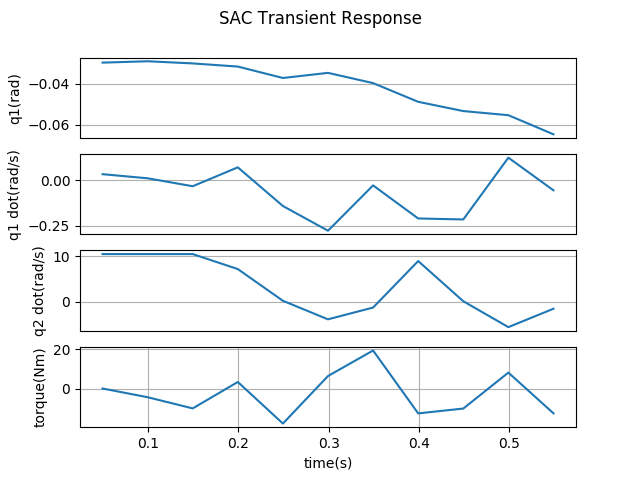 SAC Transient Response
q1(rad)
−0.04
−0.06
q1 dot(rad/s)
0.00
−0.25
q2 dot(rad/s)
10
0
torque(Nm)
20
0
0.1 0.2 0.3 0.4 0.5
time(s)